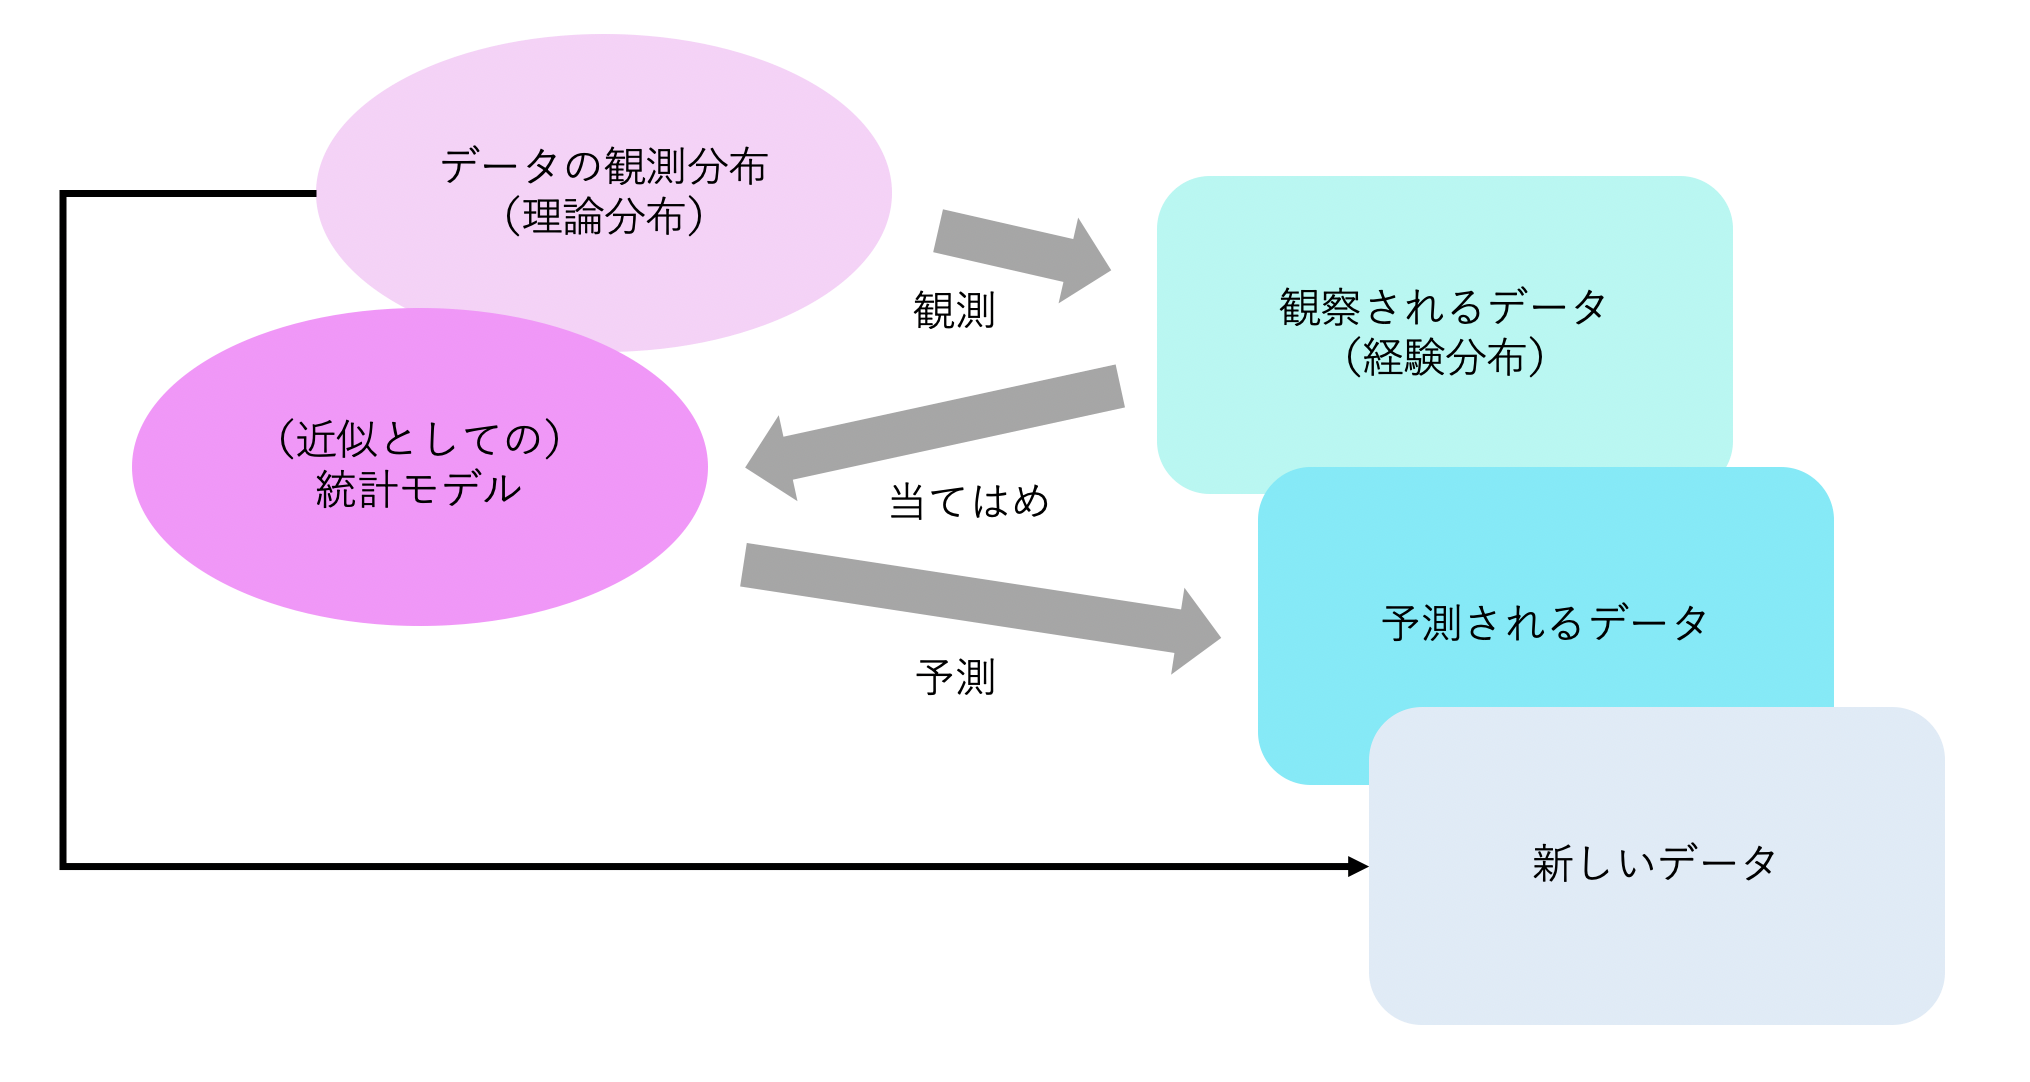 データの観測分布
（理論分布）
観測
観察されるデータ
（経験分布）
（近似としての）
統計モデル
当てはめ
予測されるデータ
予測
新しいデータ